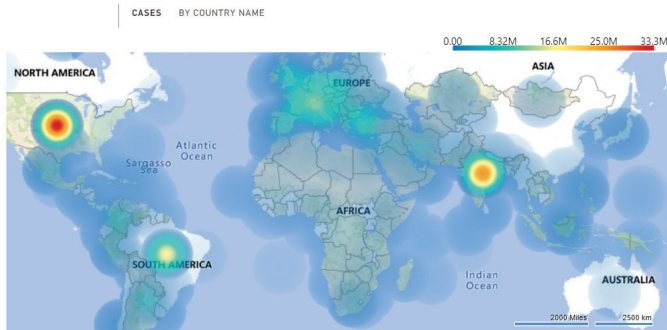 CASES BY COUNTRY NAME
0.00 8.32M 16.6M 25.0M 33.3M
NORTH AMERICA
ASIA
EUROPE
Atlantic
Ocean
Sargasso
Sea
AFRICA
SOUTH AMERICA
Indian
Ocean
AUSTRALIA
2000 Miles 2500 km